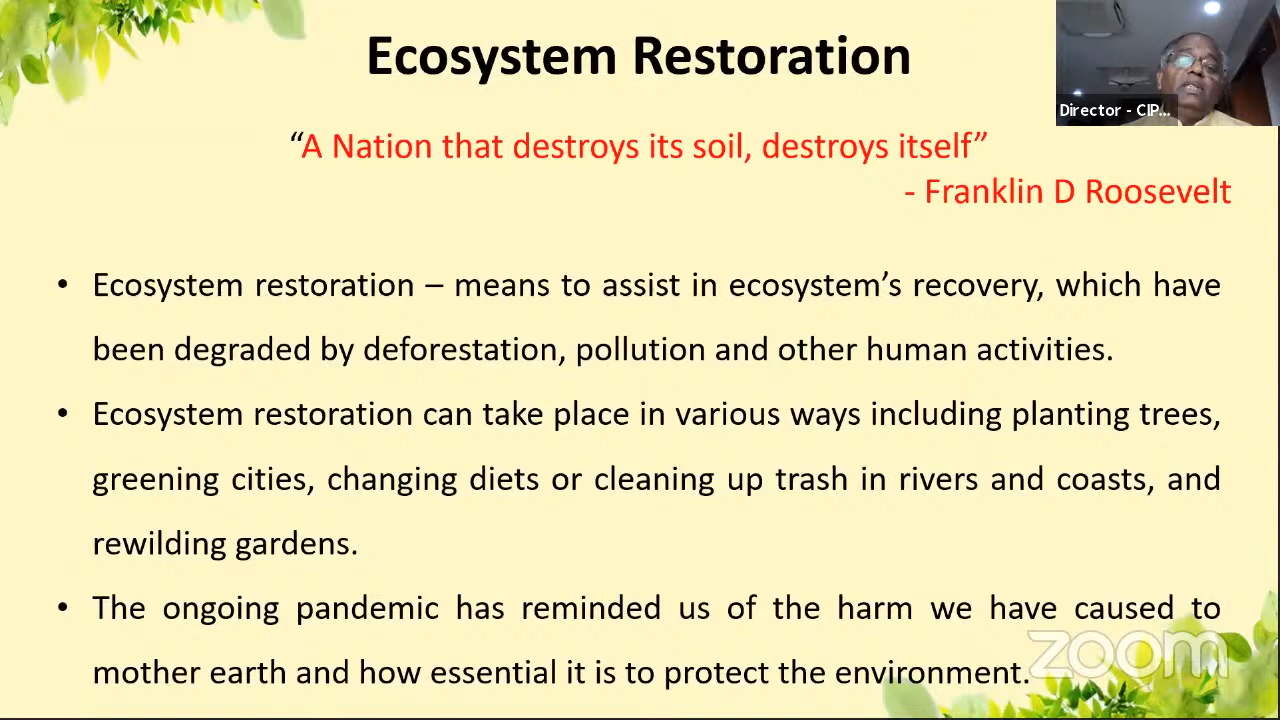 Ecosystem Restoration
Director - CIP...
“A Nation that destroys its soil, destroys itself”
- Franklin D Roosevelt
• Ecosystem restoration – means to assist in ecosystem’s recovery, which have
been degraded by deforestation, pollution and other human activities.
• Ecosystem restoration can take place in various ways including planting trees,
greening cities, changing diets or cleaning up trash in rivers and coasts, and
rewilding gardens.
• The ongoing pandemic has reminded us of the harm we have caused to
mother earth and how essential it is to protect the environment.
zoom